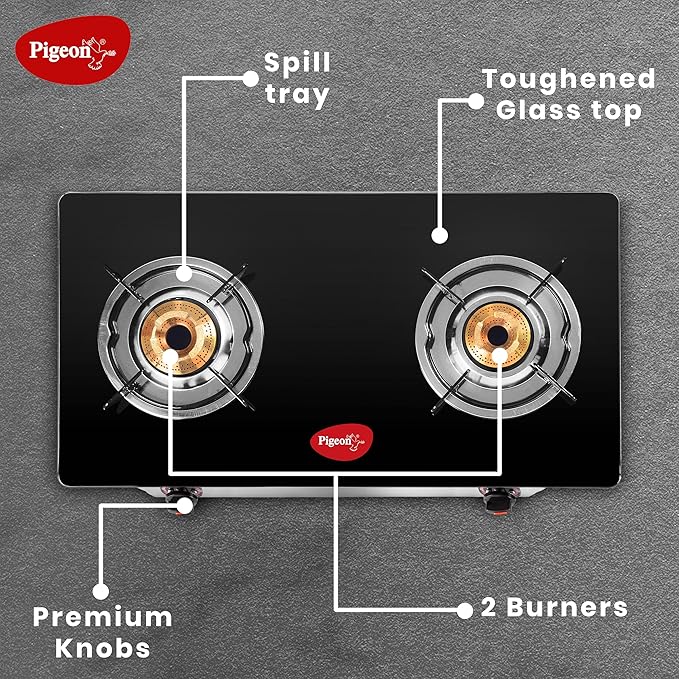 Pigeon®
Spill
tray
Toughened
Glass top
Pigeon
Premium
Knobs
2 Burners